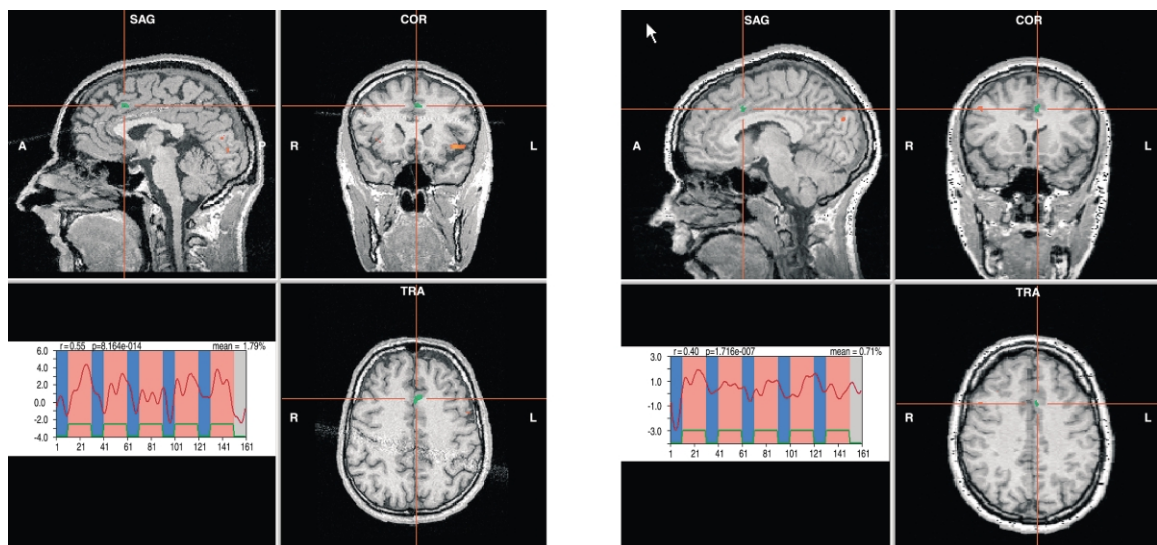 SAG
COR
A
P
R
L
TRA
r=0.55 p=8.164e-014 mean = 1.79%
6.0
4.0
2.0
0.0
-2.0
-4.0
1 21 41 61 81 101 121 141 161
R
L
SAG
COR
A
P
R
L
TRA
r=0.40 p=1.716e-007 mean = 0.71%
3.0
1.0
-1.0
-3.0
1 21 41 61 81 101 121 141 161
R
L